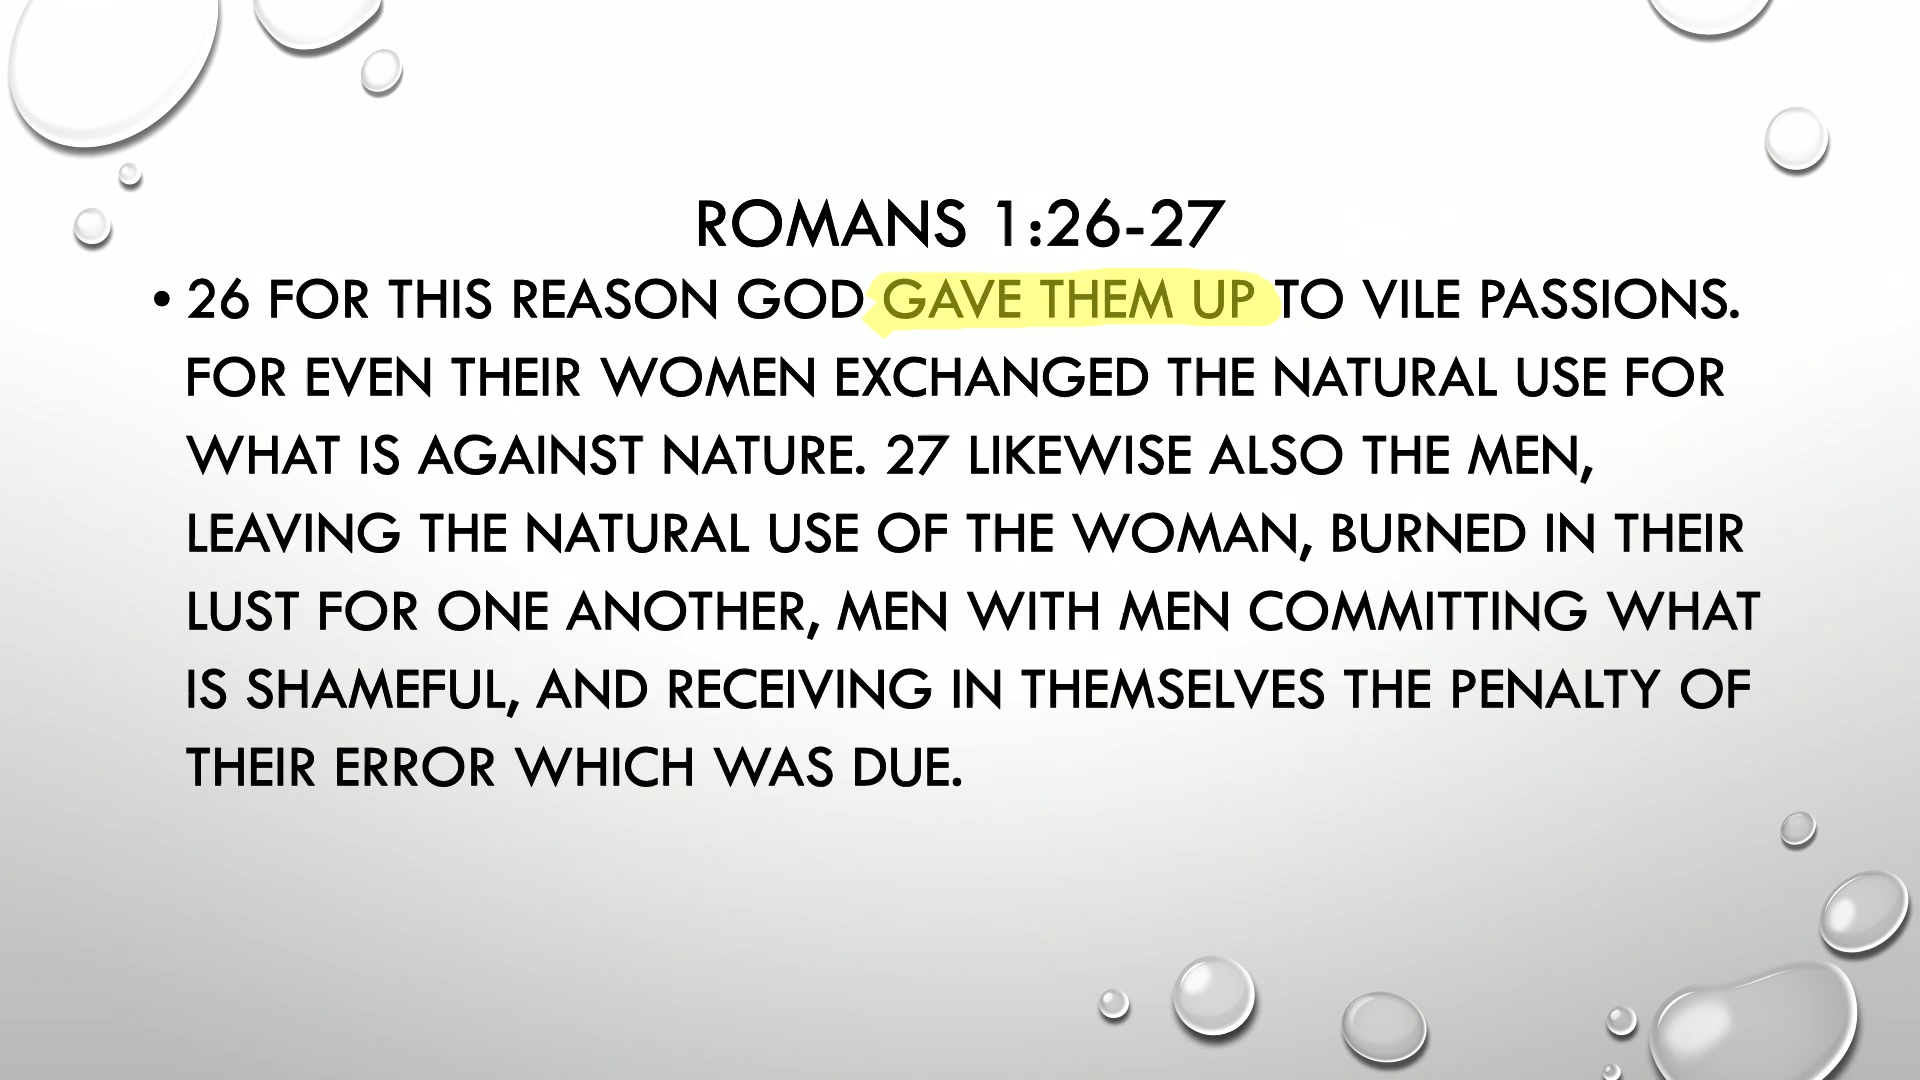 ROMANS 1:26-27
• 26 FOR THIS REASON GOD GAVE THEM UP TO VILE PASSIONS.
FOR EVEN THEIR WOMEN EXCHANGED THE NATURAL USE FOR
WHAT IS AGAINST NATURE. 27 LIKEWISE ALSO THE MEN,
LEAVING THE NATURAL USE OF THE WOMAN, BURNED IN THEIR
LUST FOR ONE ANOTHER, MEN WITH MEN COMMITTING WHAT
IS SHAMEFUL, AND RECEIVING IN THEMSELVES THE PENALTY OF
THEIR ERROR WHICH WAS DUE.